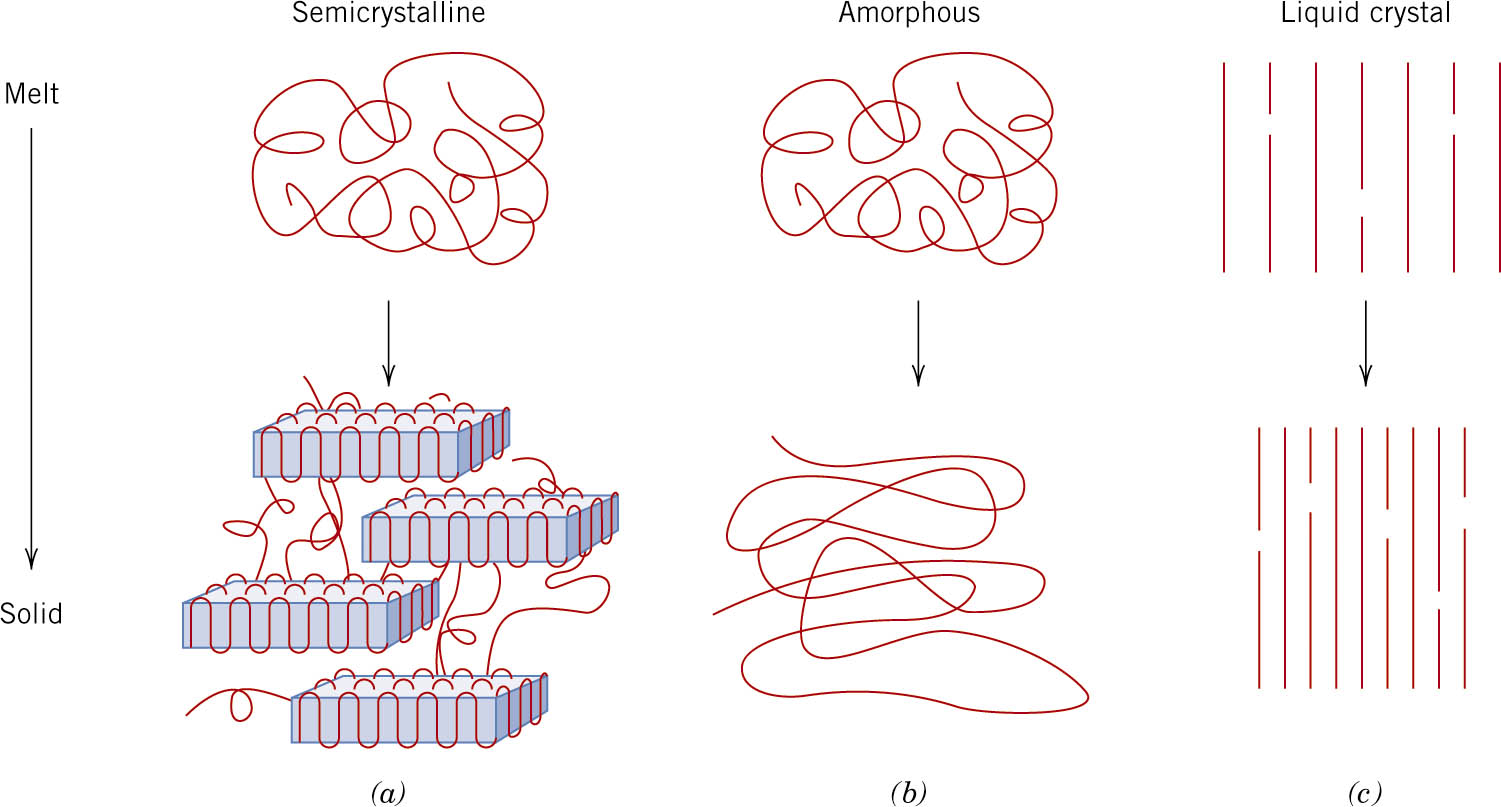 Semicrystalline
Amorphous
Liquid crystal
Melt
Solid
(a)
(b)
(c)